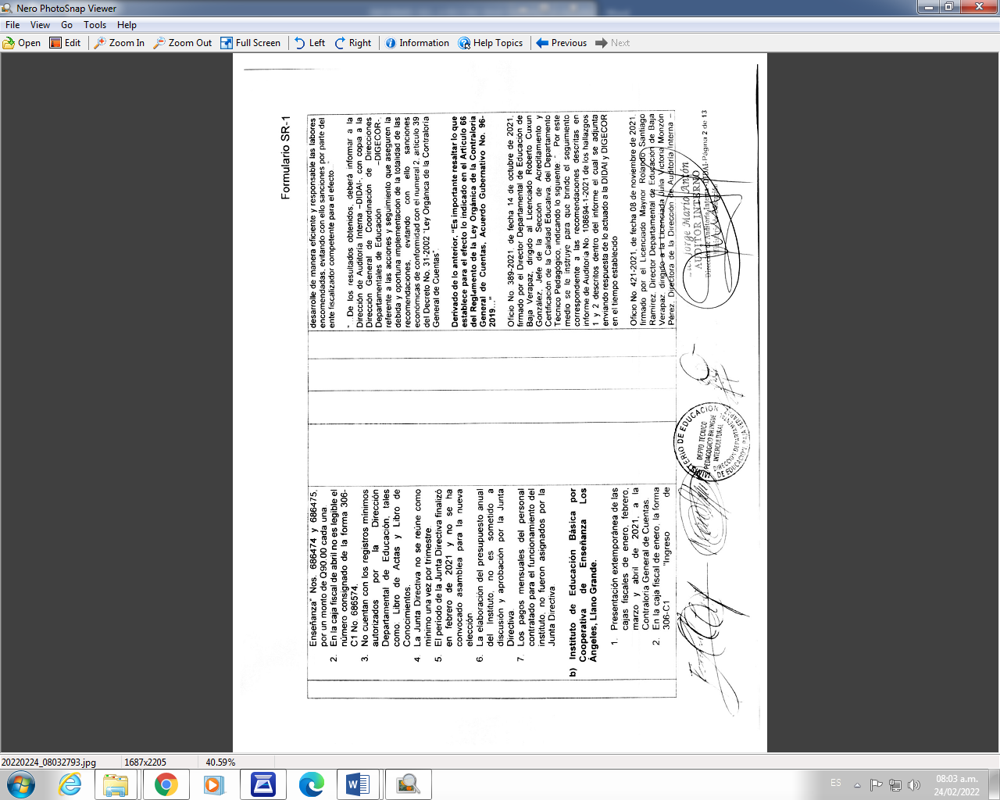 Nero PhotoSnap Viewer
File View Go Tools Help
Open Edit Zoom In Zoom Out Full Screen Left Right Information Help Topics Previous Next
Formulario SR-1
Enseñanza" Nos. 686474 y 686475,
por un monto de Q90.00 cada una.
2. En la caja fiscal de abril no es legible el
número consignado de la forma 306-
C1 No. 686574.
3. No cuentan con los registros mínimos
autorizados por la Dirección
Departamental de Educación, tales
como: Libro de Actas y Libro de
Conocimientos.
4. La Junta Directiva no se reúne como
mínimo una vez por trimestre.
5. El período de la Junta Directiva finalizó
en febrero de 2021 y no se ha
convocado asamblea para la nueva
elección
6. La elaboración del presupuesto anual
del Instituto, no es sometido a
discusión y aprobación por la Junta
Directiva.
7. Los pagos mensuales del personal
contratado para el funcionamiento del
instituto, no fueron asignados por la
Junta Directiva
b) Instituto de Educación Básica por
Cooperativa de Enseñanza Los
Ángeles, Llano Grande.
1. Presentación extemporánea de las
cajas fiscales de enero, febrero,
marzo y abril de 2021, a la
Contraloría General de Cuentas.
2. En la caja fiscal de enero, la forma
306-C1 "Ingreso de
desarrolle de manera eficiente y responsable las labores
encomendadas, evitando con ello sanciones por parte del
ente fiscalizador competente para el efecto..."
"...De los resultados obtenidos, deberá informar a la
Dirección de Auditoría Interna –DIDAI-, con copia a la
Dirección General de Coordinación de Direcciones
Departamentales de Educación –DIGECOR-,
referente a las acciones y seguimiento que aseguren la
debida y oportuna implementación de la totalidad de las
recomendaciones, evitando con ello sanciones
económicas de conformidad con el numeral 2, artículo 39
del Decreto No. 31-2002 "Ley Orgánica de la Contraloría
General de Cuentas".
Derivado de lo anterior, "Es importante resaltar lo que
establece para el efecto lo indicado en el Artículo 66
del Reglamento de la Ley Orgánica de la Contraloría
General de Cuentas, Acuerdo Gubernativo No. 96-
2019..."
Oficio No 389-2021, de fecha 14 de octubre de 2021,
firmado por el Director Departamental de Educación de
Baja Verapaz, dirigido al Licenciado Roberto Cuxun
González, Jefe de la Sección de Acreditamiento y
Certificación de la Calidad Educativa, del Departamento
Técnico Pedagógico, indicando lo siguiente: " Por este
medio se le instruye para que brinde el seguimiento
correspondiente a las recomendaciones descritas en
informe de Auditoría No 108694-1-2021 de los hallazgos
1 y 2 descritos dentro del informe el cual se adjunta
enviando respuesta de lo actuado a la DIDAI y DIGECOR
en el tiempo establecido
Oficio No 421-2021, de fecha 08 de noviembre de 2021,
firmado por el Licenciado Maynor Rolando Santiago
Ramírez, Director Departamental de Educación de Baja
Verapaz, dirigido a la Licenciada Julia Victoria Monzón
Pérez, Directora de la Dirección de Auditoría Interna –
MINISTERIO DE EDUCACION
DEPTO TECNICO
PEDAGOGICO BILINGÜE
INTERCULTURAL
DIRECCION DEPARTAMENTAL
DE EDUCACION, BAJA VERAPAZ
Jorge Mario Antón
AUDITOR INTERNO
Dirección de Auditoría Interna -DIDAI-
Página 2 de 13
20220224_08032793.jpg 1687x2205 40.59%
ES
08:03 a.m.
24/02/2022